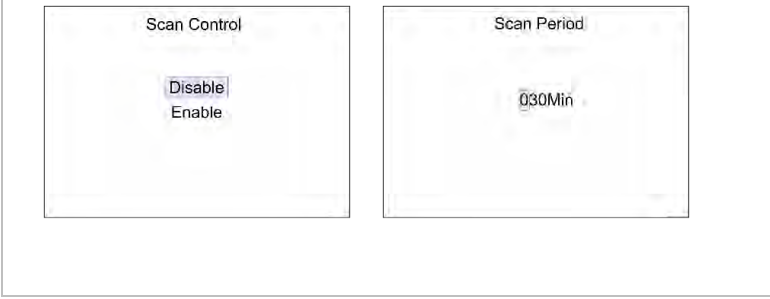 Scan Control
Disable
Enable
Scan Period
030Min